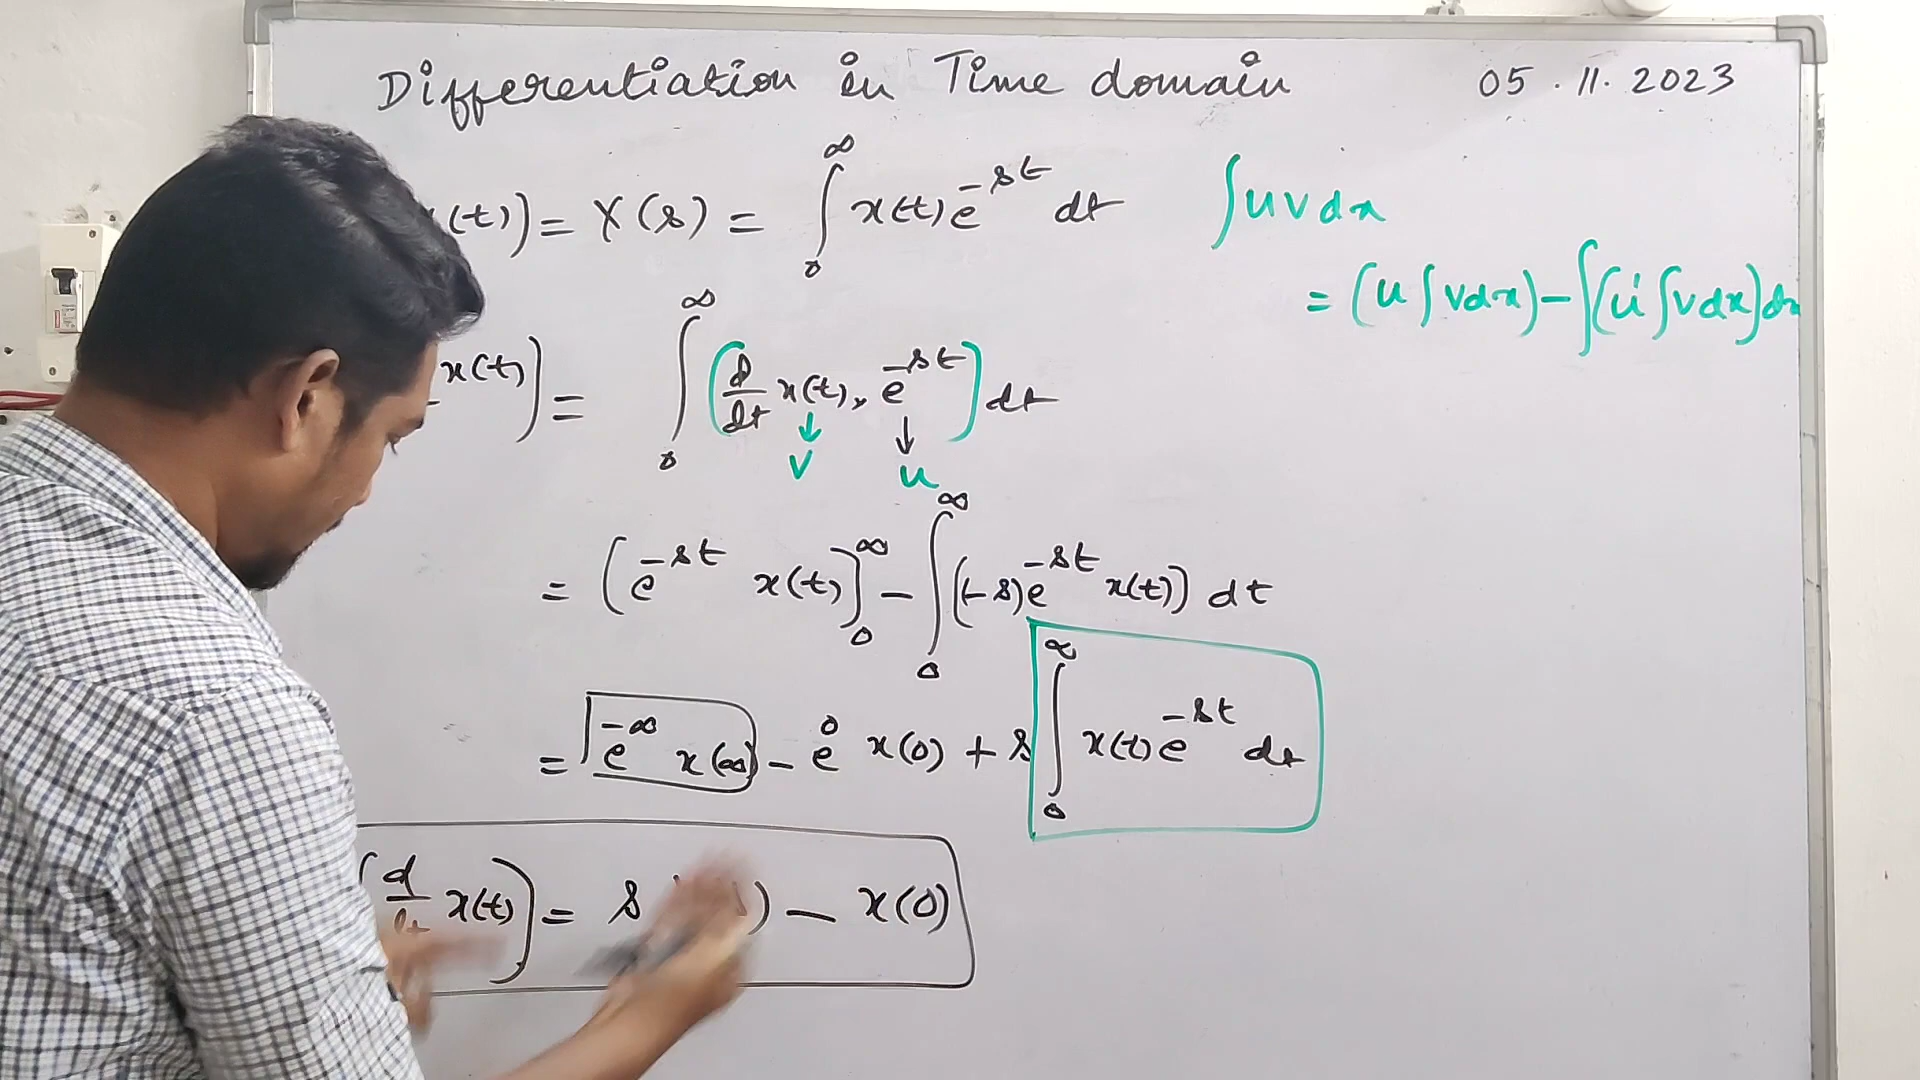 Differentiation in Time domain 05.11.2023
(t)) = X(s) = ∫₀^∞ x(t) e^{-st} dt
∫uvdx
= (u∫vdx) - ∫(u̇∫vdx)dx
x(t)] = ∫₀^∞ [d/dt x(t), e^{-st}] dt
↓ ↓
v u
= [e^{-st} x(t)]₀^∞ - ∫₀^∞ ((-s)e^{-st} x(t)) dt
= e^{-∞} x(∞) - e^0 x(0) + s ∫₀^∞ x(t) e^{-st} dt
(d/dt x(t)) = s ) - x(0)